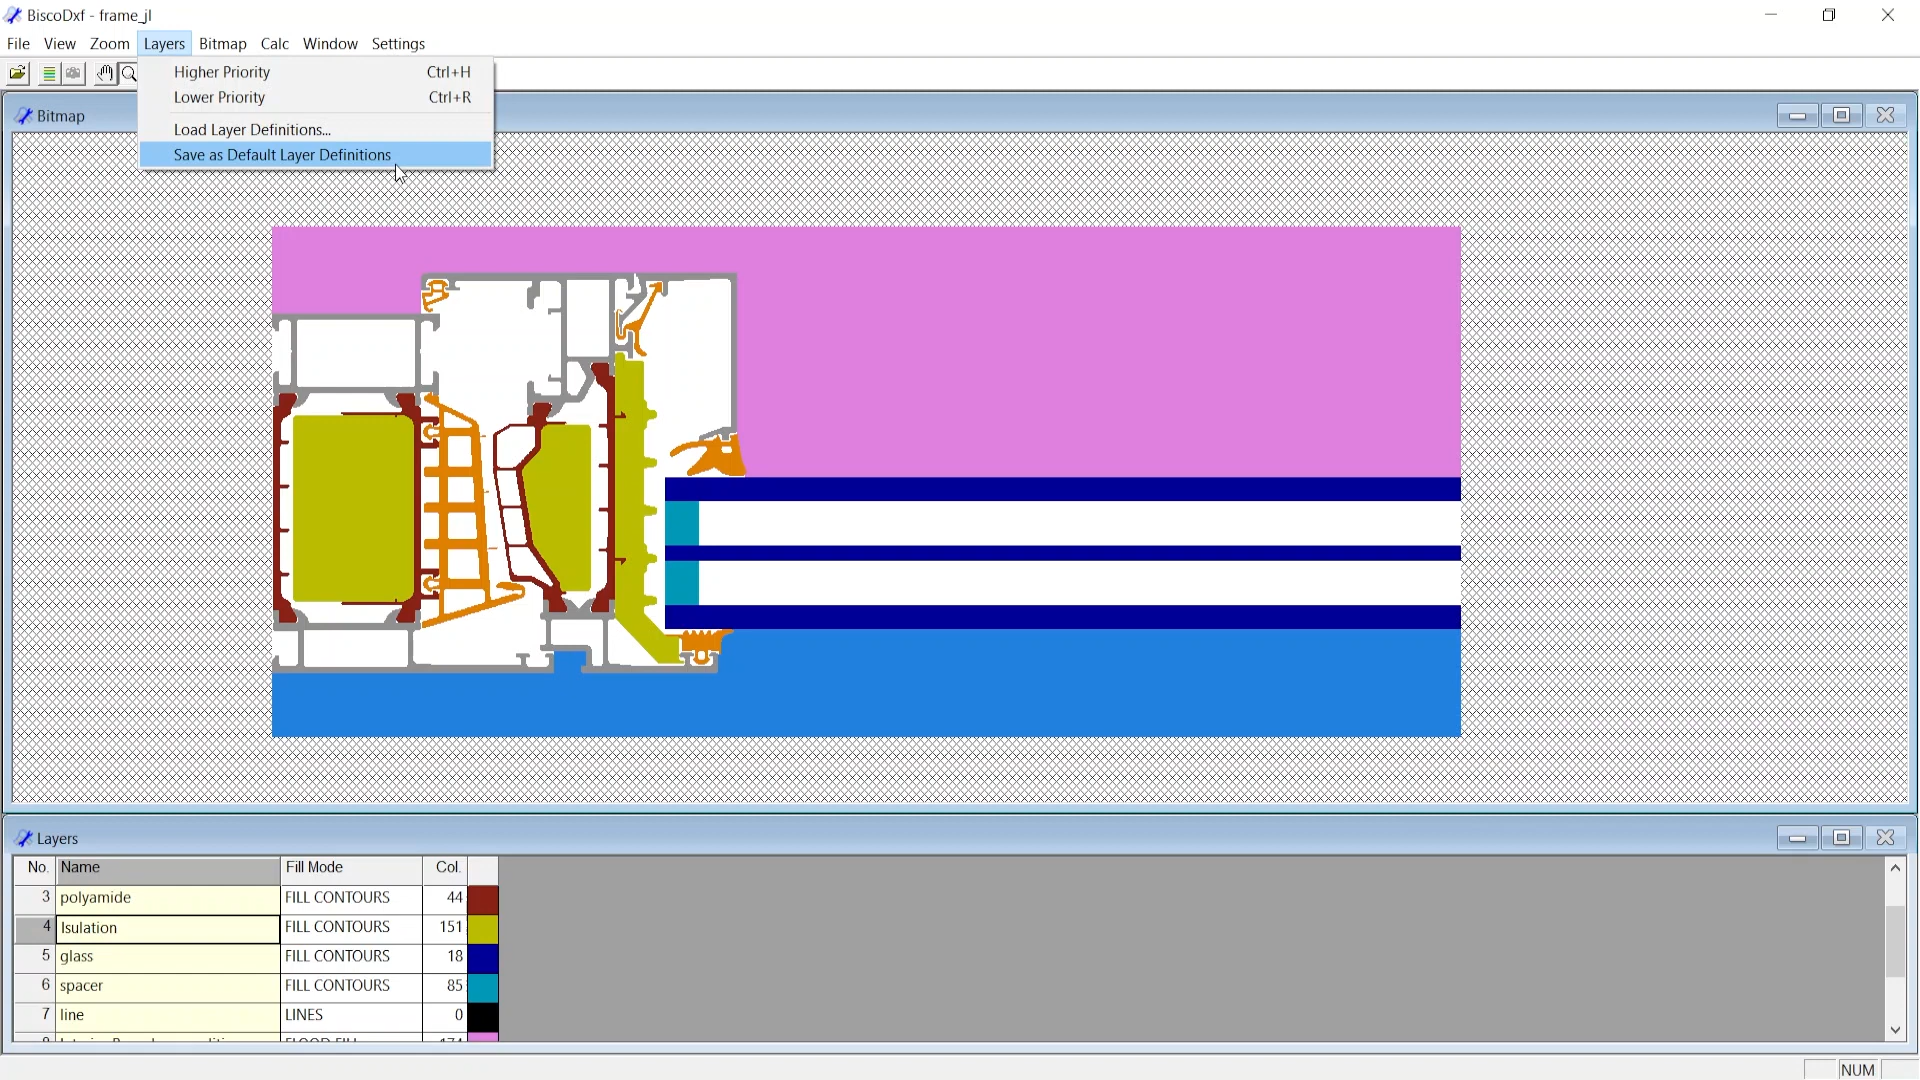 BiscoDxf - frame_jl
File View Zoom Layers Bitmap Calc Window Settings
Higher Priority Ctrl+H
Lower Priority Ctrl+R
Load Layer Definitions...
Save as Default Layer Definitions
Bitmap
Layers
No. Name Fill Mode Col.
3 polyamide FILL CONTOURS 44
4 Isulation FILL CONTOURS 151
5 glass FILL CONTOURS 18
6 spacer FILL CONTOURS 85
7 line LINES 0
NUM